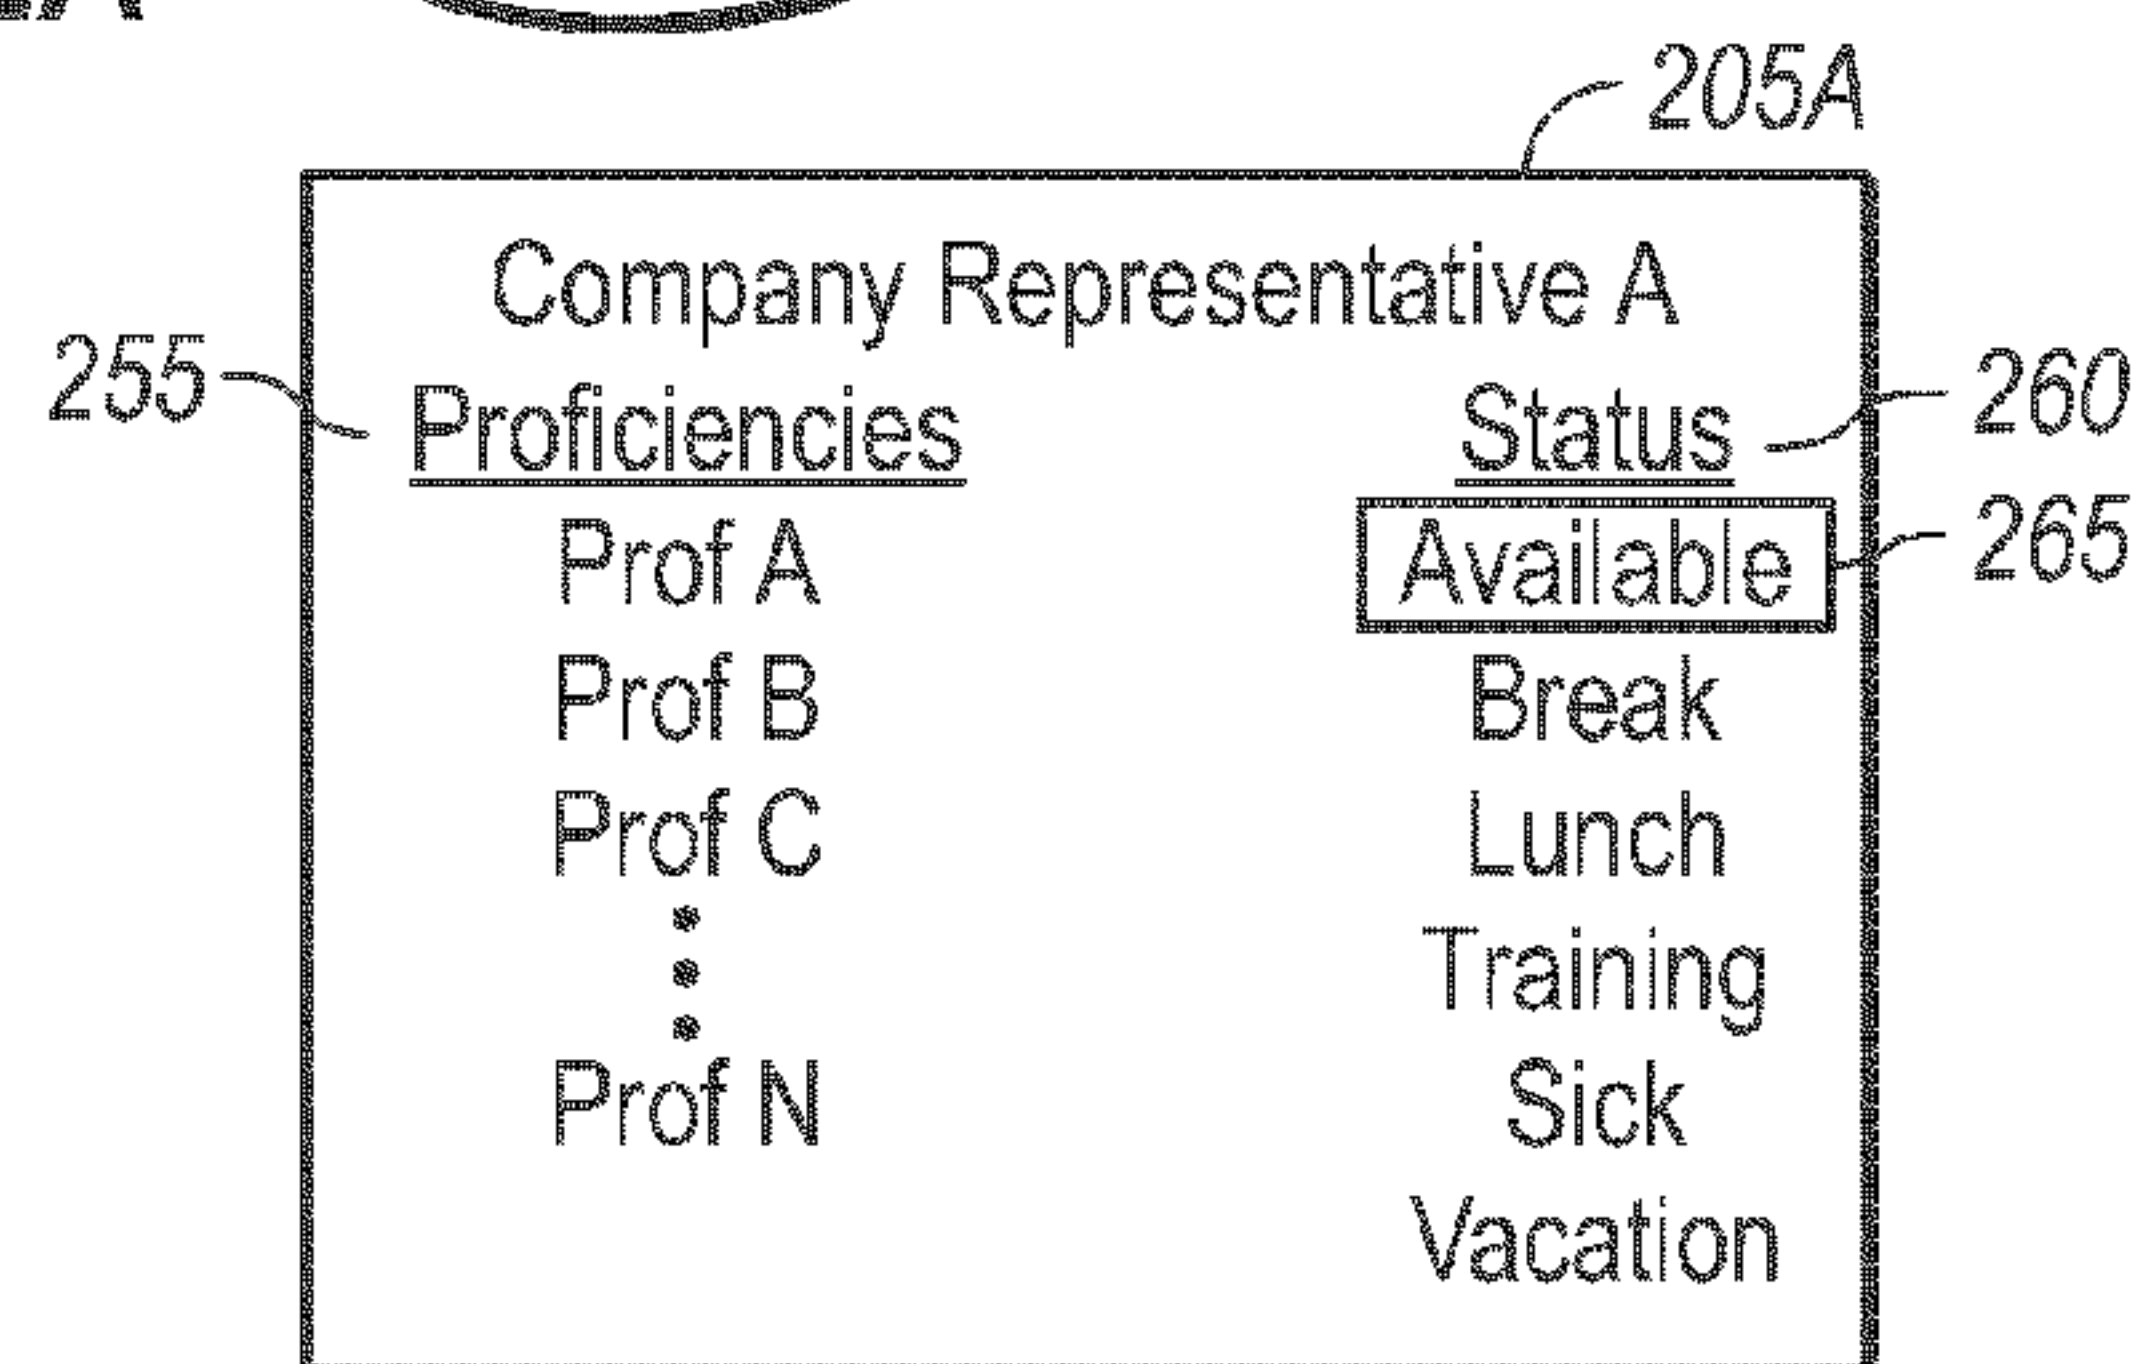 205A
Company Representative A
255 Proficiencies Status 260
Prof A Available 265
Prof B Break
Prof C Lunch
Training
Prof N Sick
Vacation